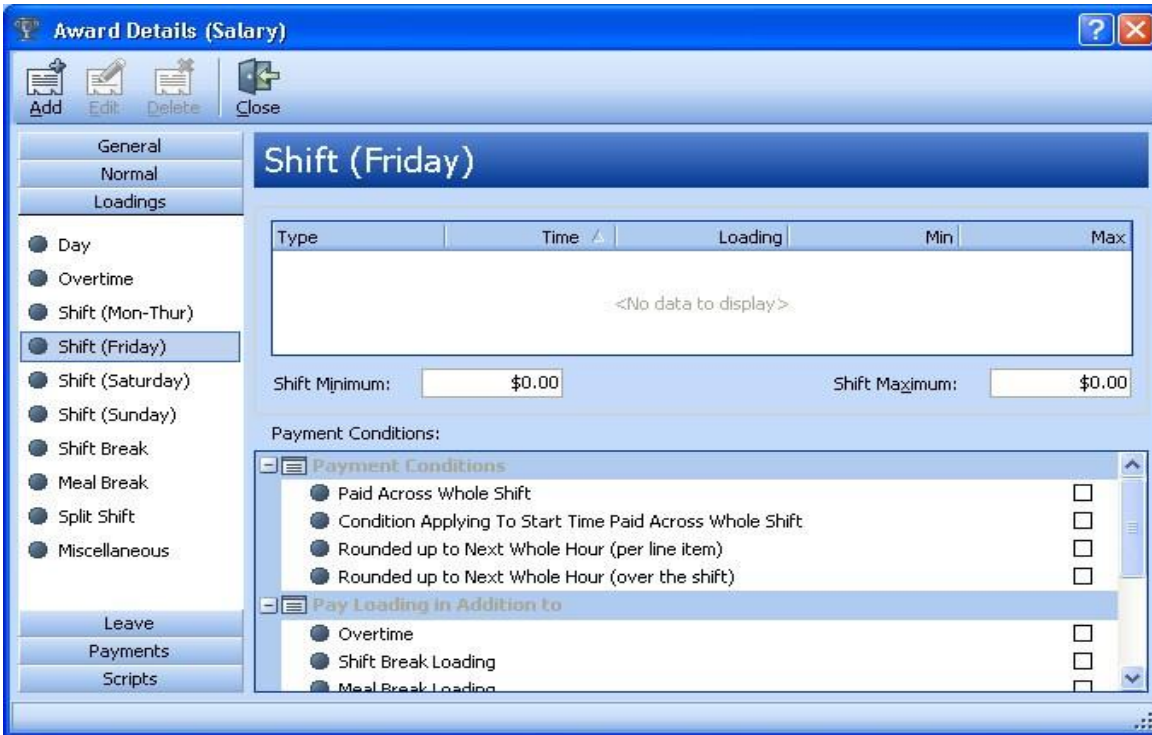 Award Details (Salary)
Add Edit Delete Close
General
Normal
Loadings
Day
Overtime
Shift (Mon-Thur)
Shift (Friday)
Shift (Saturday)
Shift (Sunday)
Shift Break
Meal Break
Split Shift
Miscellaneous
Leave
Payments
Scripts
Shift (Friday)
Type Time Loading Min Max
<No data to display>
Shift Minimum: $0.00 Shift Maximum: $0.00
Payment Conditions:
Payment Conditions
Paid Across Whole Shift
Condition Applying To Start Time Paid Across Whole Shift
Rounded up to Next Whole Hour (per line item)
Rounded up to Next Whole Hour (over the shift)
Pay Loading in Addition to
Overtime
Shift Break Loading
Meal Break Loading